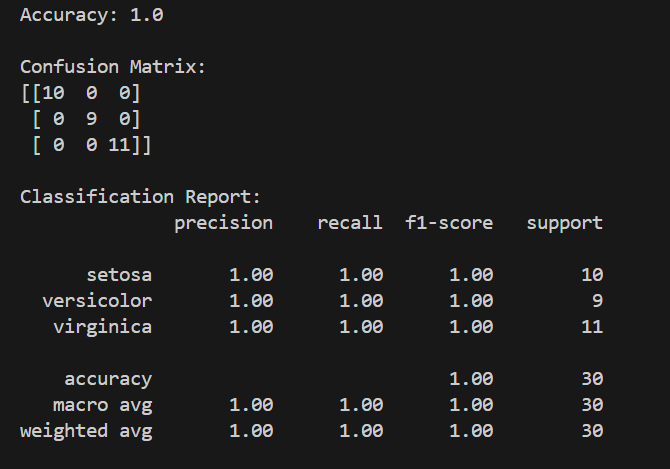 Accuracy: 1.0
Confusion Matrix:
[[10  0  0]
 [ 0  9  0]
 [ 0  0 11]]
Classification Report:
              precision    recall  f1-score   support
      setosa       1.00      1.00      1.00        10
  versicolor       1.00      1.00      1.00         9
   virginica       1.00      1.00      1.00        11
    accuracy                           1.00        30
   macro avg       1.00      1.00      1.00        30
weighted avg       1.00      1.00      1.00        30